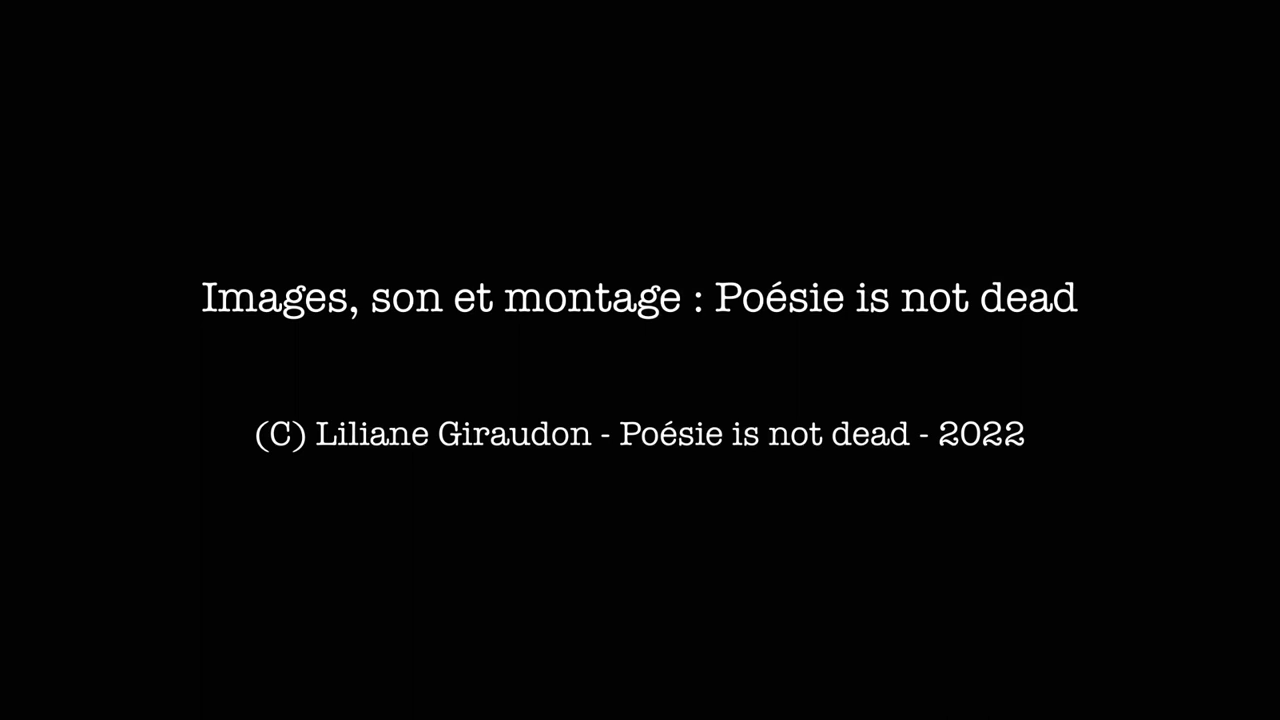 Images, son et montage : Poésie is not dead
(C) Liliane Giraudon - Poésie is not dead - 2022